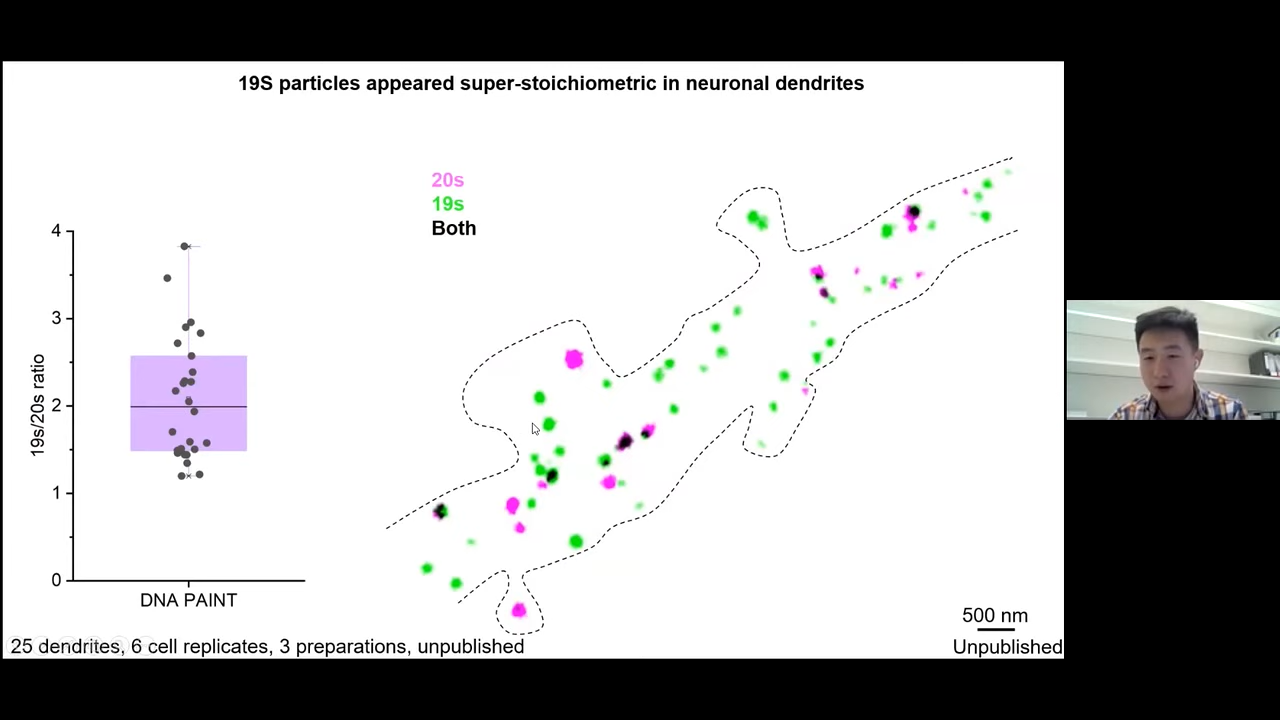 19S particles appeared super-stoichiometric in neuronal dendrites
20s
19s
Both
4
3
2
1
0
19s/20s ratio
DNA PAINT
500 nm
25 dendrites, 6 cell replicates, 3 preparations, unpublished
Unpublished